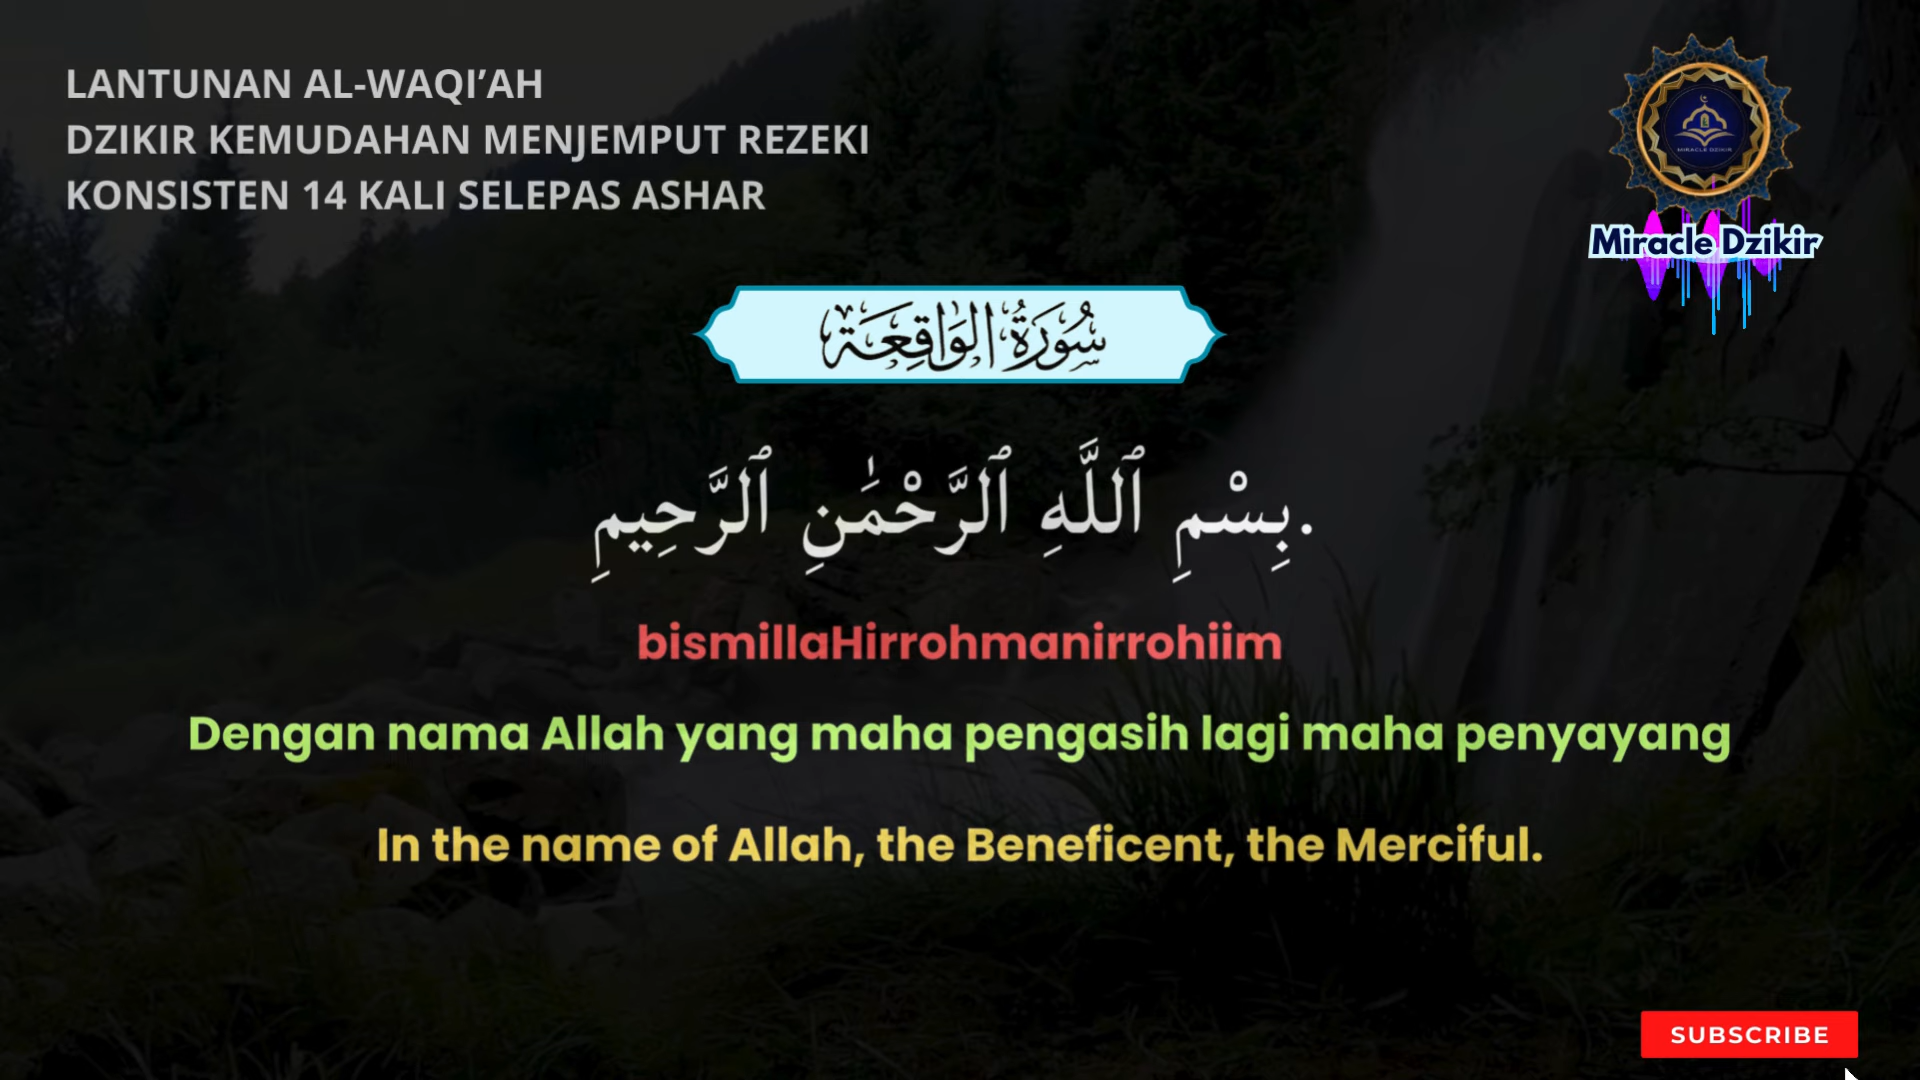 LANTUNAN AL-WAQI’AH
DZIKIR KEMUDAHAN MENJEMPUT REZEKI
KONSISTEN 14 KALI SELEPAS ASHAR
MIRACLE DZIKIR
Miracle Dzikir
سُورَةُ الوَاقِعَة
.بِسْمِ ٱللَّهِ ٱلرَّحْمَٰنِ ٱلرَّحِيمِ
bismillaHirrohmanirrohiim
Dengan nama Allah yang maha pengasih lagi maha penyayang
In the name of Allah, the Beneficent, the Merciful.
SUBSCRIBE